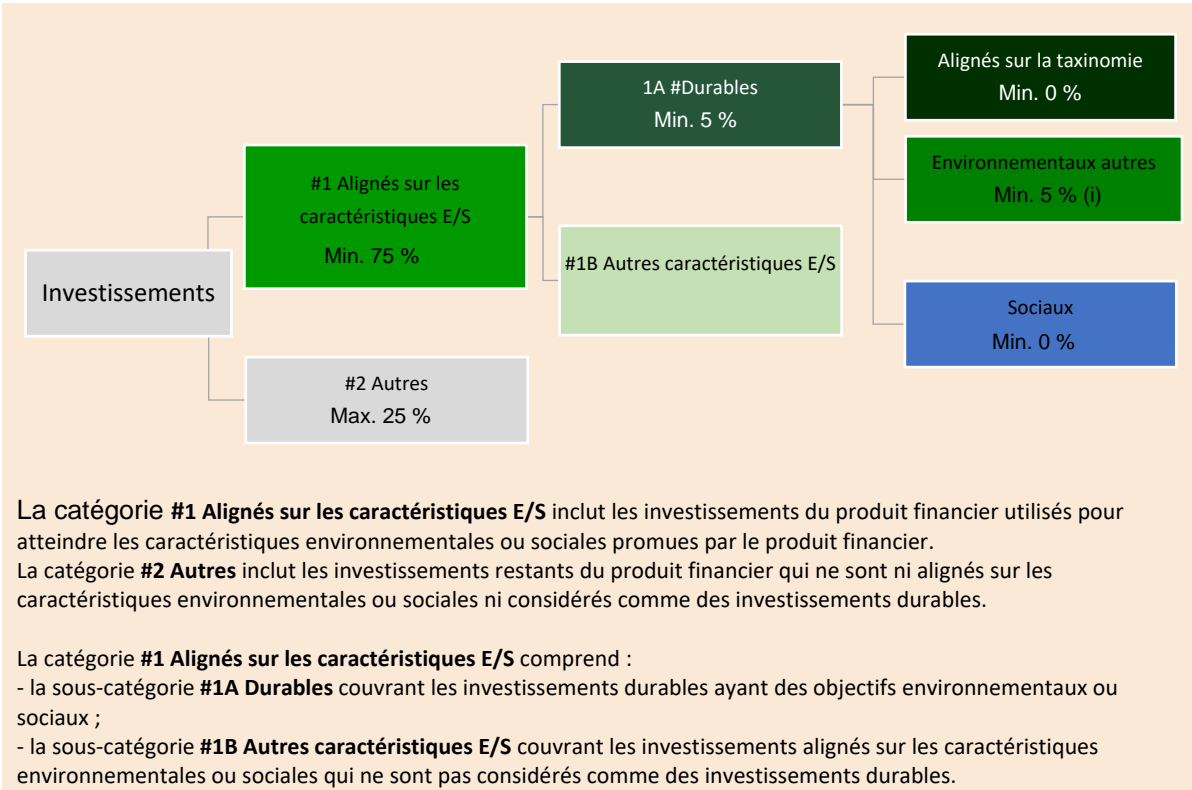 Investissements
#1 Alignés sur les
caractéristiques E/S
Min. 75 %
#2 Autres
Max. 25 %
1A #Durables
Min. 5 %
#1B Autres caractéristiques E/S
Alignés sur la taxinomie
Min. 0 %
Environnementaux autres
Min. 5 % (i)
Sociaux
Min. 0 %
La catégorie #1 Alignés sur les caractéristiques E/S inclut les investissements du produit financier utilisés pour
atteindre les caractéristiques environnementales ou sociales promues par le produit financier.
La catégorie #2 Autres inclut les investissements restants du produit financier qui ne sont ni alignés sur les
caractéristiques environnementales ou sociales ni considérés comme des investissements durables.
La catégorie #1 Alignés sur les caractéristiques E/S comprend :
- la sous-catégorie #1A Durables couvrant les investissements durables ayant des objectifs environnementaux ou
sociaux ;
- la sous-catégorie #1B Autres caractéristiques E/S couvrant les investissements alignés sur les caractéristiques
environnementales ou sociales qui ne sont pas considérés comme des investissements durables.